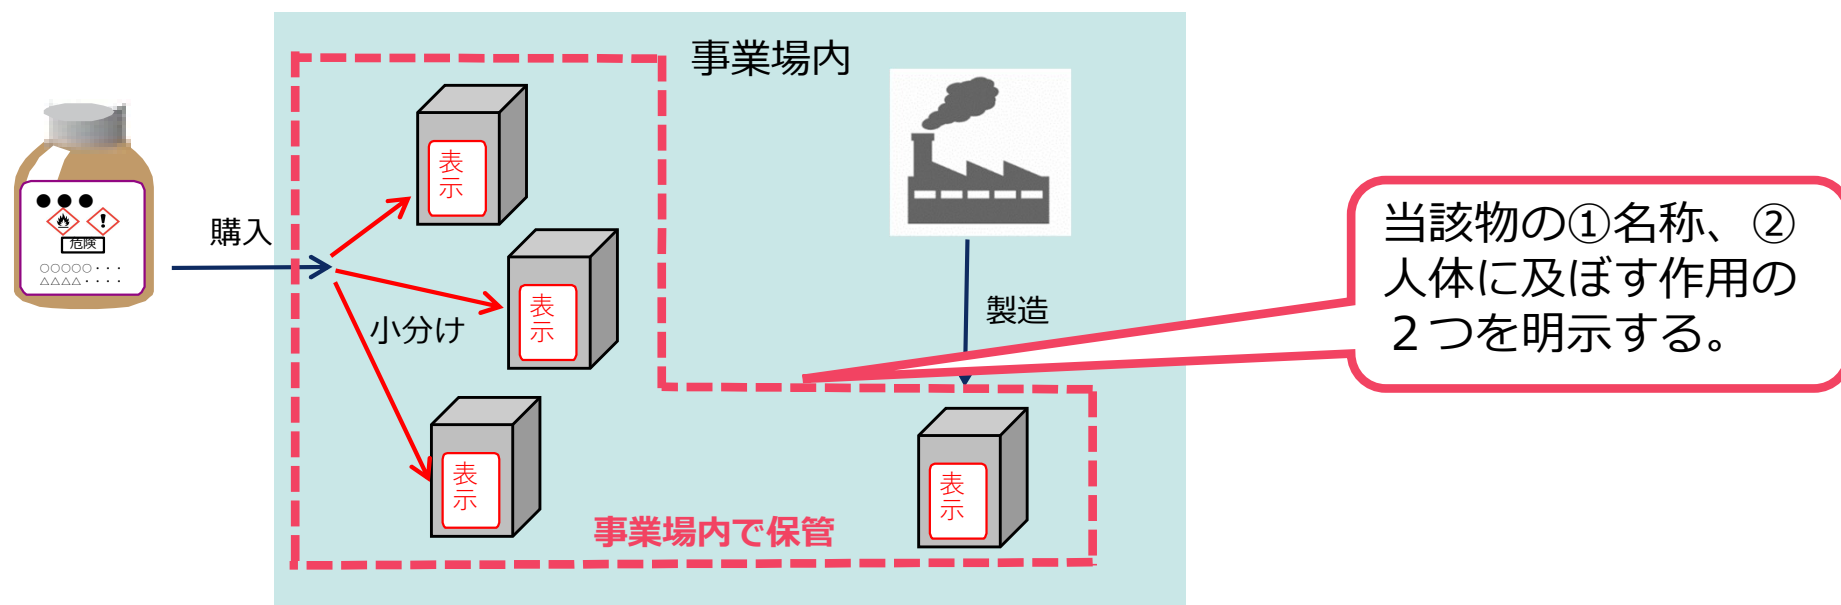 事業場内
●●●
危険
○○○○○・・・
△△△△・・・・
購入
表示
表示
小分け
表示
製造
表示
事業場内で保管
当該物の①名称、②
人体に及ぼす作用の
２つを明示する。